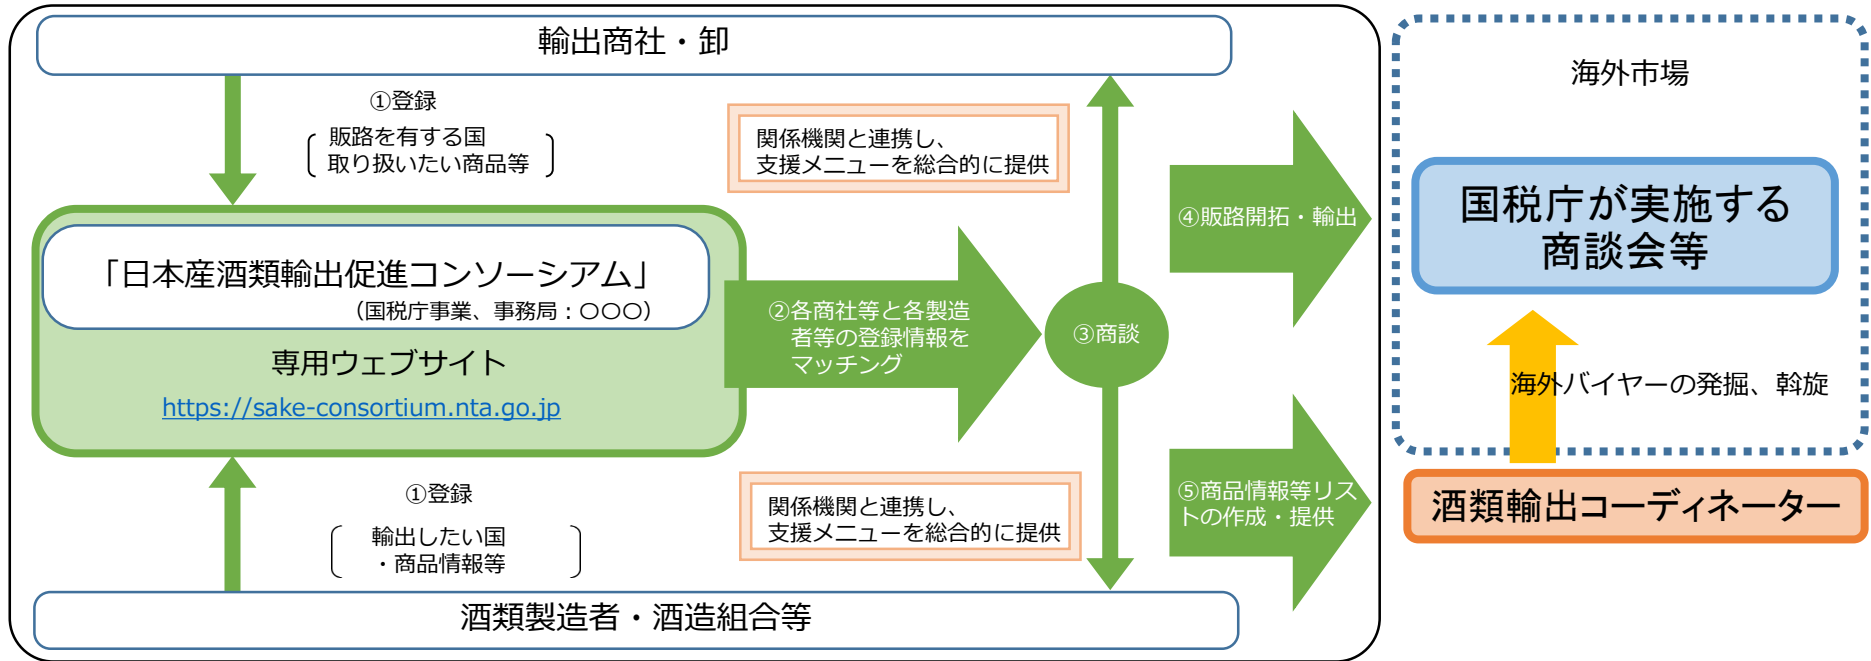 輸出商社・卸
①登録
販路を有する国
取り扱いたい商品等
関係機関と連携し、
支援メニューを総合的に提供
「日本産酒類輸出促進コンソーシアム」
（国税庁事業、事務局：〇〇〇）
専用ウェブサイト
https://sake-consortium.nta.go.jp
②各商社等と各製造
者等の登録情報を
マッチング
③商談
④販路開拓・輸出
⑤商品情報等リス
トの作成・提供
①登録
輸出したい国
・商品情報等
関係機関と連携し、
支援メニューを総合的に提供
酒類製造者・酒造組合等
海外市場
国税庁が実施する
商談会等
海外バイヤーの発掘、斡旋
酒類輸出コーディネーター